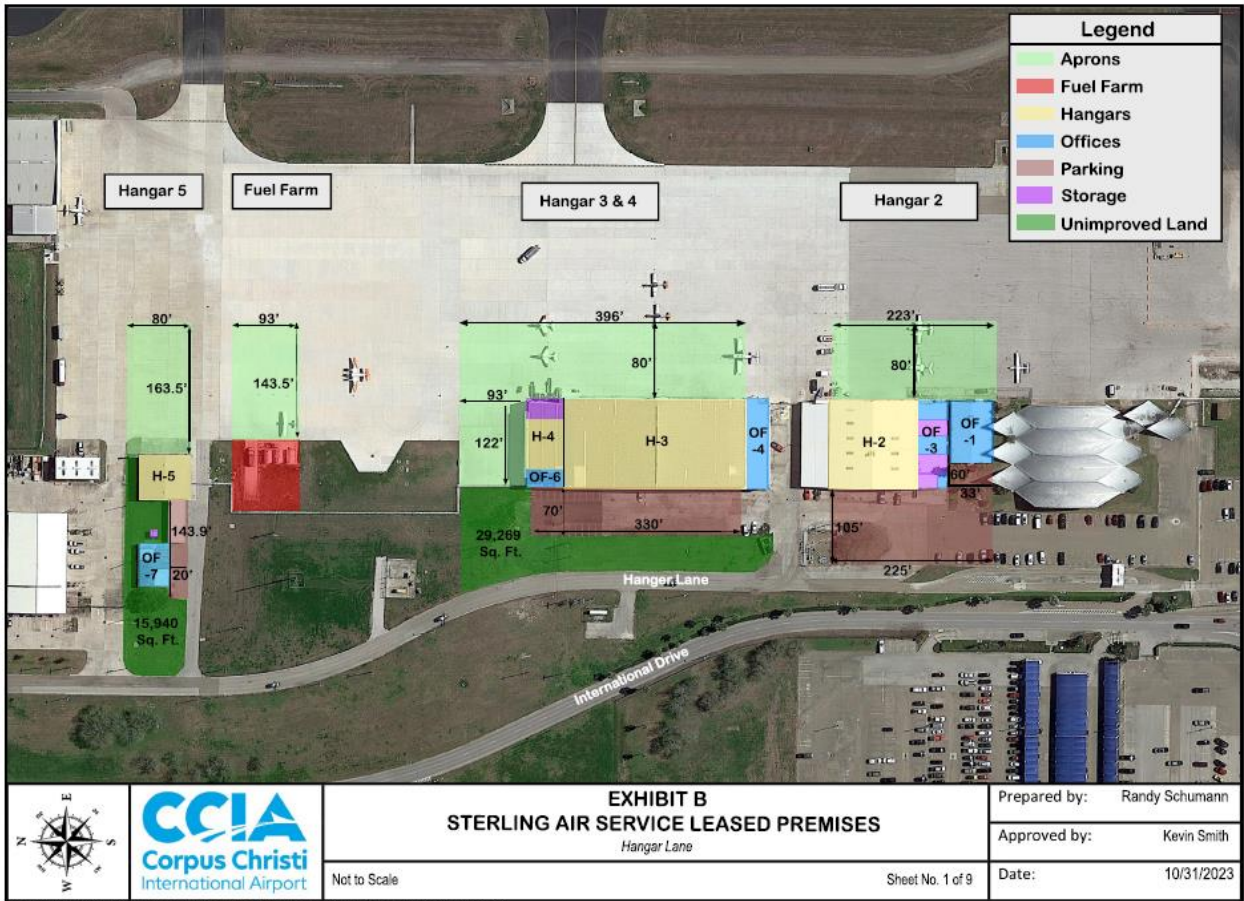 Legend
Aprons
Fuel Farm
Hangars
Offices
Parking
Storage
Unimproved Land
Hangar 5
Fuel Farm
Hangar 3 & 4
Hangar 2
80'
93'
396'
223'
163.5'
143.5'
80'
80'
93'
122'
H-4
H-3
OF
-4
H-2
OF
-3
OF
-1
H-5
OF-6
60'
33'
143.9'
70'
330'
105'
29,269
Sq. Ft.
OF
-7
20'
225'
Hanger Lane
15,940
Sq. Ft.
International Drive
N
E
S
W
CCIA
Corpus Christi
International Airport
EXHIBIT B
STERLING AIR SERVICE LEASED PREMISES
Hangar Lane
Not to Scale
Sheet No. 1 of 9
Prepared by: Randy Schumann
Approved by: Kevin Smith
Date: 10/31/2023